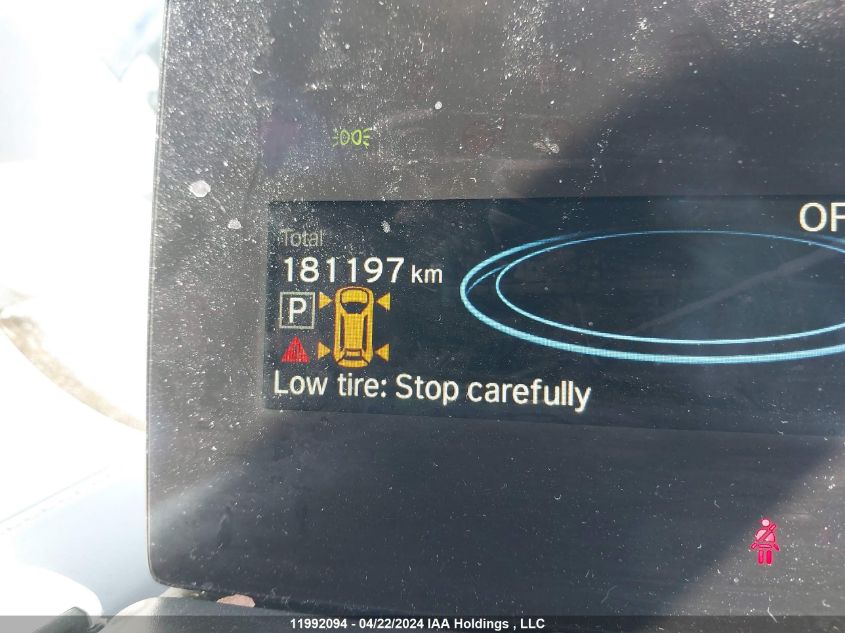 OF
Total
181197 km
P
Low tire: Stop carefully
11992094 - 04/22/2024 IAA Holdings , LLC